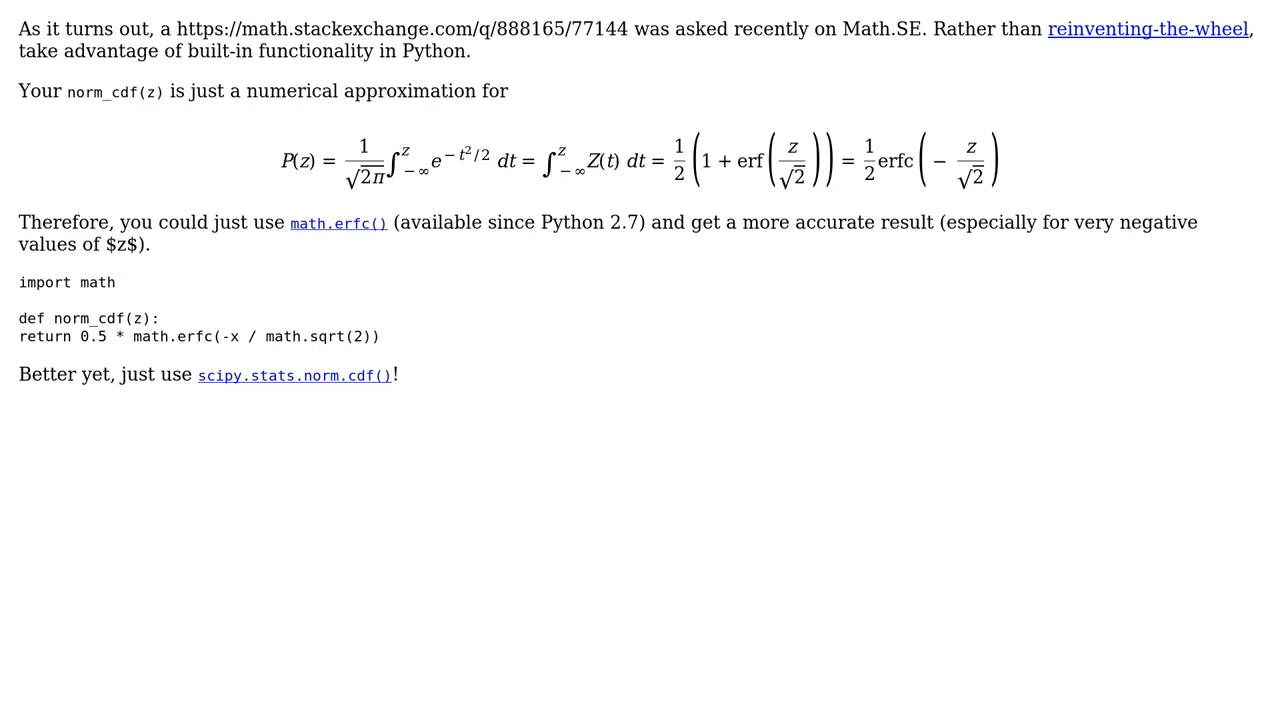 As it turns out, a https://math.stackexchange.com/q/888165/77144 was asked recently on Math.SE. Rather than reinventing-the-wheel,
take advantage of built-in functionality in Python.
Your norm_cdf(z) is just a numerical approximation for
P(z) = 1/√2π ∫_{−∞}^{z} e^{−t²/2} dt = ∫_{−∞}^{z} Z(t) dt = 1/2 (1 + erf(z/√2)) = 1/2 erfc(− z/√2)
Therefore, you could just use math.erfc() (available since Python 2.7) and get a more accurate result (especially for very negative
values of $z$).
import math
def norm_cdf(z):
return 0.5 * math.erfc(-x / math.sqrt(2))
Better yet, just use scipy.stats.norm.cdf()!